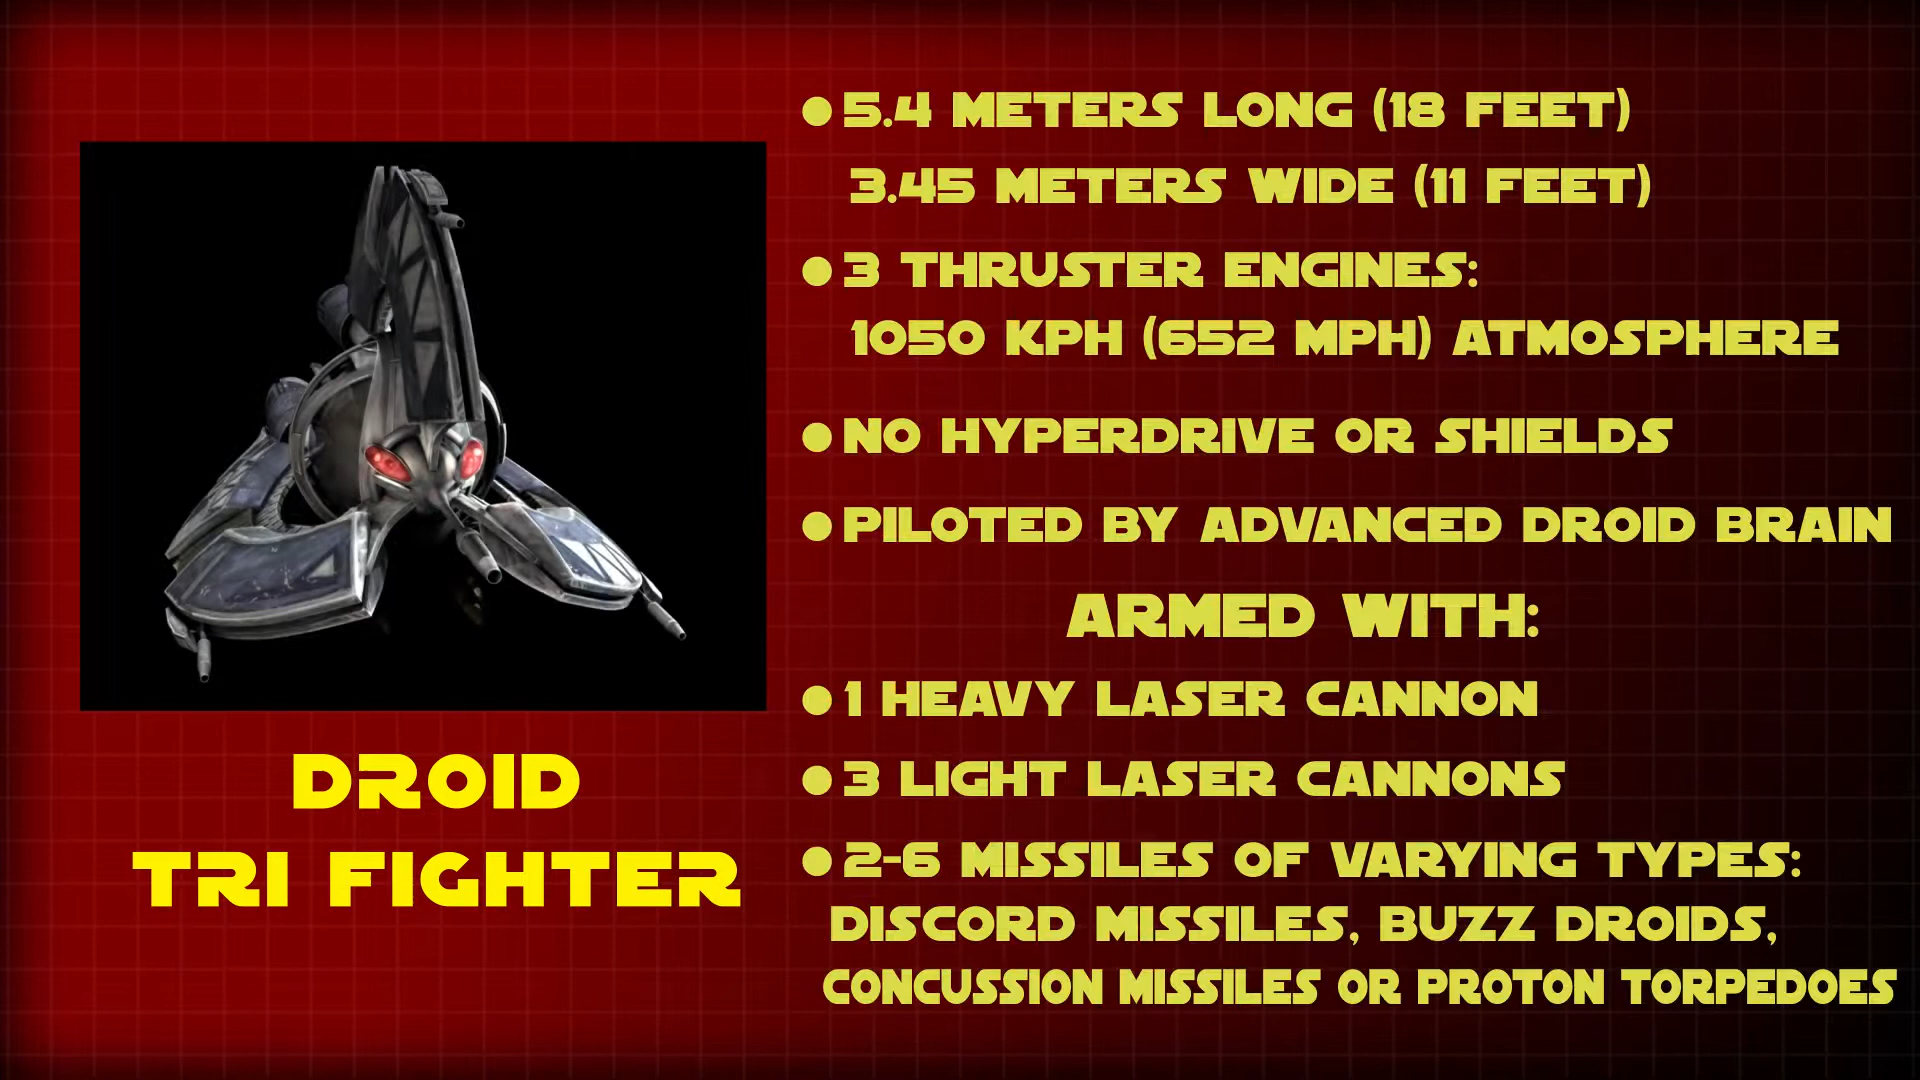 5.4 METERS LONG (18 FEET)
3.45 METERS WIDE (11 FEET)
3 THRUSTER ENGINES:
1050 KPH (652 MPH) ATMOSPHERE
NO HYPERDRIVE OR SHIELDS
PILOTED BY ADVANCED DROID BRAIN
ARMED WITH:
1 HEAVY LASER CANNON
3 LIGHT LASER CANNONS
2-6 MISSILES OF VARYING TYPES:
DISCORD MISSILES, BUZZ DROIDS,
CONCUSSION MISSILES OR PROTON TORPEDOES
DROID
TRI FIGHTER